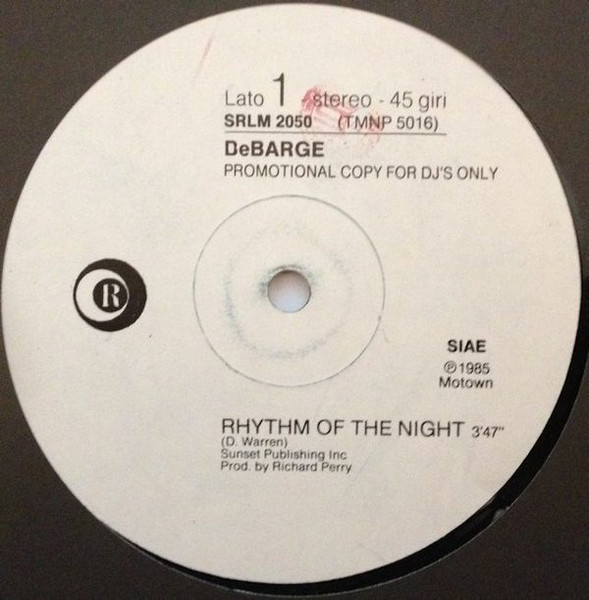 Lato 1 stereo - 45 giri
SRLM 2050 (TMNP 5016)
DeBARGE
PROMOTIONAL COPY FOR DJ'S ONLY
R
SIAE
℗1985
Motown
RHYTHM OF THE NIGHT 3'47"
(D. Warren)
Sunset Publishing Inc
Prod. by Richard Perry